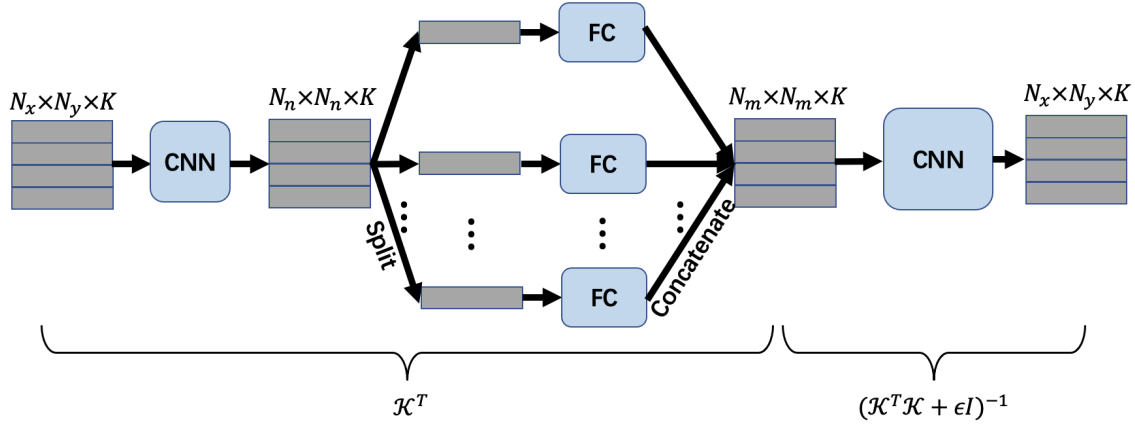 FC
N_x×N_y×K
N_n×N_n×K
N_m×N_m×K
N_x×N_y×K
CNN
FC
CNN
Split
Concatenate
FC
𝒦^T
(𝒦^T𝒦 + ϵI)^{-1}